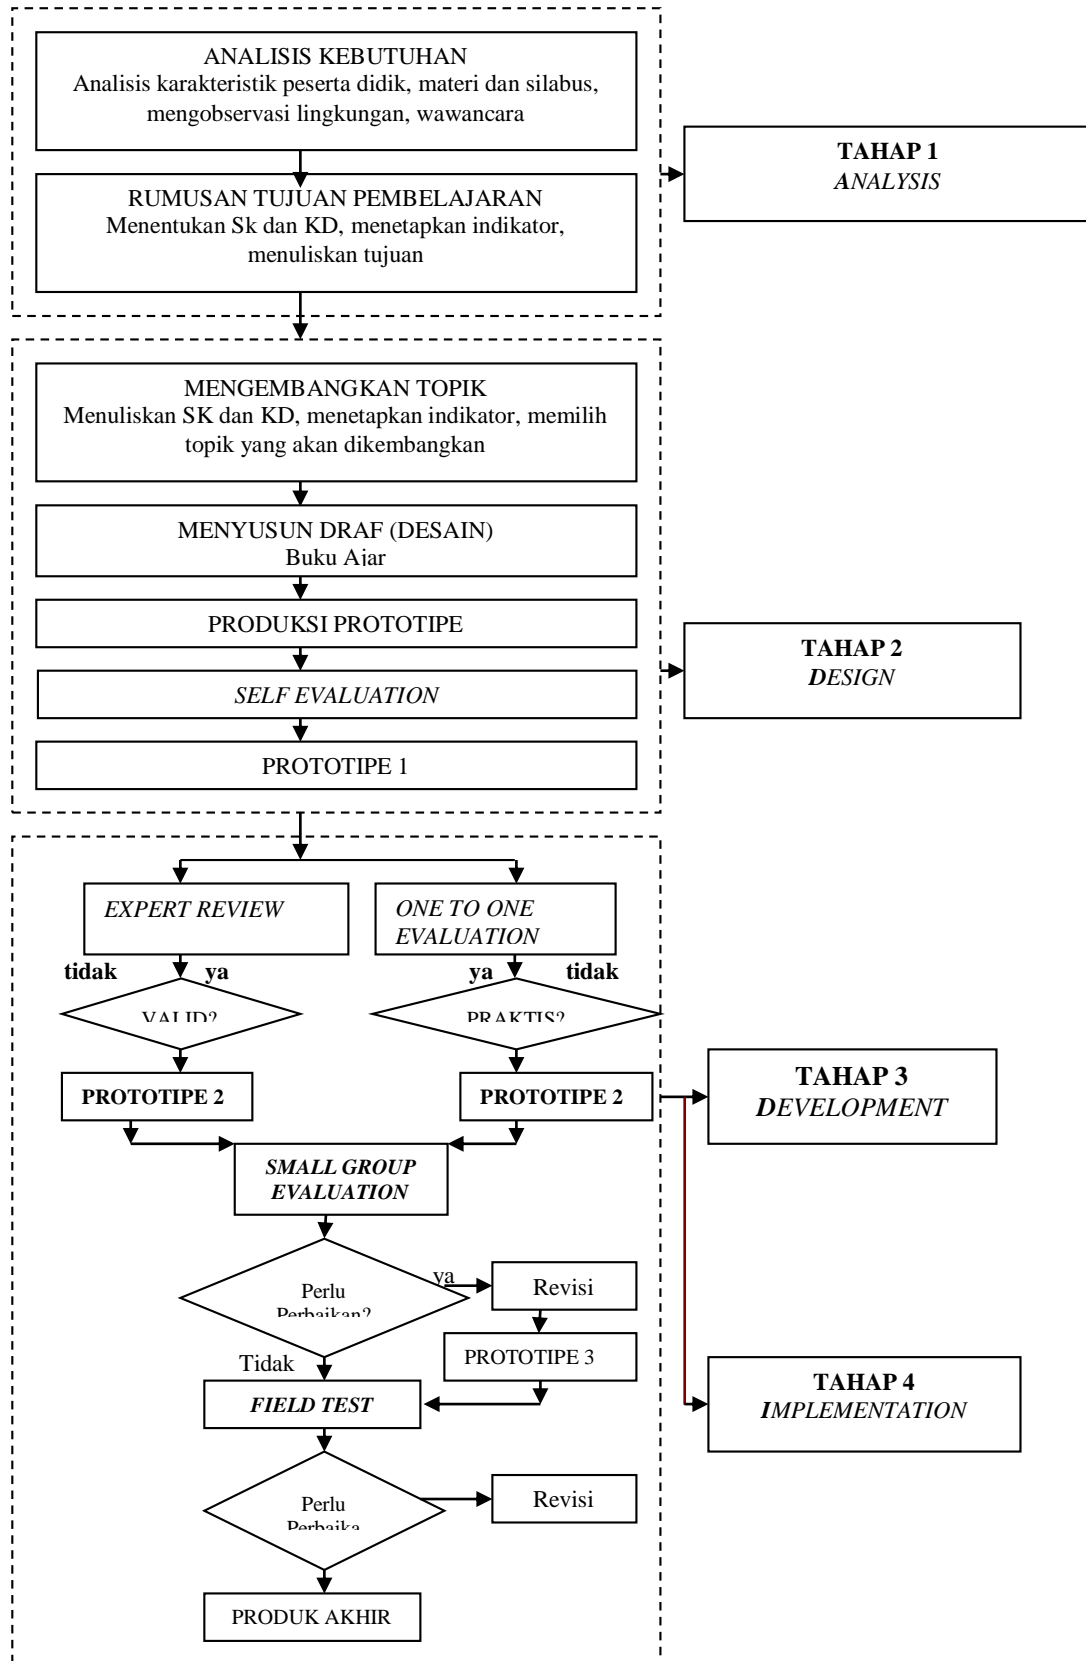 ANALISIS KEBUTUHAN
Analisis karakteristik peserta didik, materi dan silabus,
mengobservasi lingkungan, wawancara
TAHAP 1
ANALYSIS
RUMUSAN TUJUAN PEMBELAJARAN
Menentukan Sk dan KD, menetapkan indikator,
menuliskan tujuan
MENGEMBANGKAN TOPIK
Menuliskan SK dan KD, menetapkan indikator, memilih
topik yang akan dikembangkan
MENYUSUN DRAF (DESAIN)
Buku Ajar
PRODUKSI PROTOTIPE
SELF EVALUATION
PROTOTIPE 1
TAHAP 2
DESIGN
EXPERT REVIEW
ONE TO ONE
EVALUATION
tidak
ya
ya
tidak
VALID?
PRAKTIS?
PROTOTIPE 2
PROTOTIPE 2
TAHAP 3
DEVELOPMENT
SMALL GROUP
EVALUATION
Perlu
Perbaikan?
ya
Revisi
PROTOTIPE 3
Tidak
FIELD TEST
TAHAP 4
IMPLEMENTATION
Perlu
Perbaika
Revisi
PRODUK AKHIR